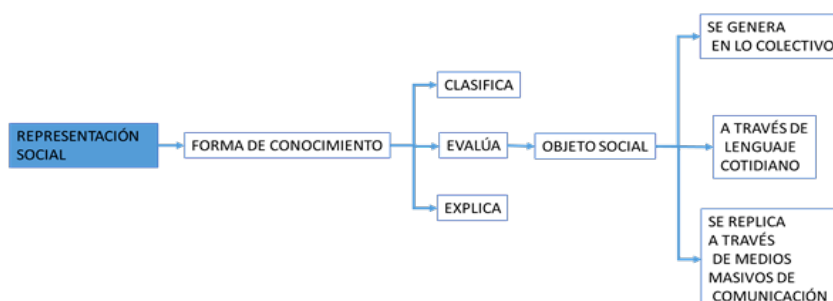 REPRESENTACIÓN
SOCIAL
FORMA DE CONOCIMIENTO
CLASIFICA
EVALÚA
EXPLICA
OBJETO SOCIAL
SE GENERA
EN LO COLECTIVO
A TRAVÉS DE
LENGUAJE
COTIDIANO
SE REPLICA
A TRAVÉS
DE MEDIOS
MASIVOS DE
COMUNICACIÓN